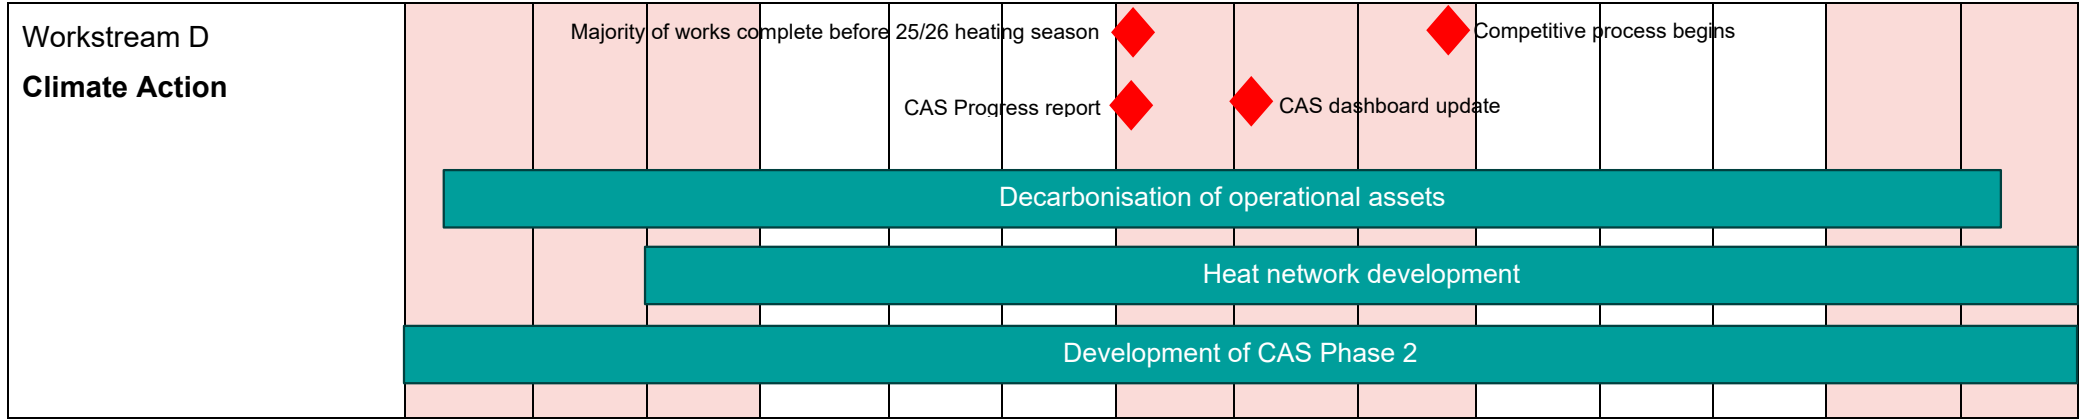 Workstream D
Climate Action
Majority of works complete before 25/26 heating season
Competitive process begins
CAS Progress report
CAS dashboard update
Decarbonisation of operational assets
Heat network development
Development of CAS Phase 2